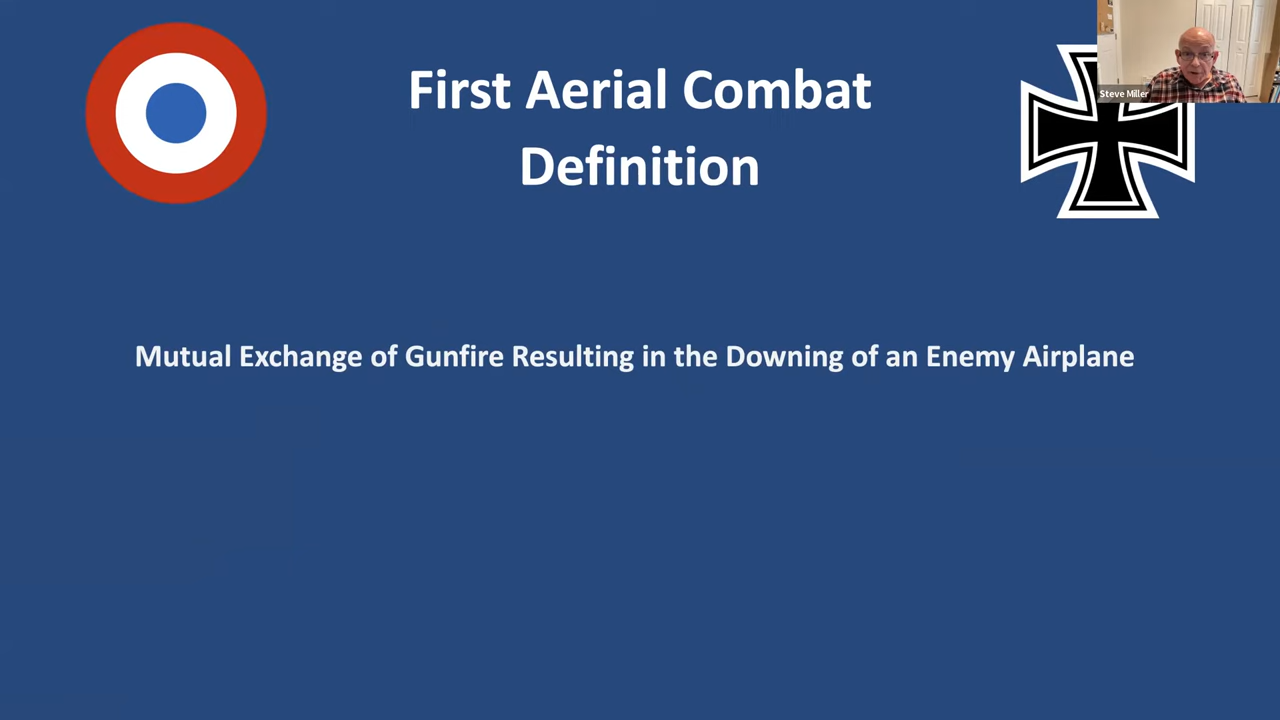 First Aerial Combat
Definition
Steve Miller
Mutual Exchange of Gunfire Resulting in the Downing of an Enemy Airplane